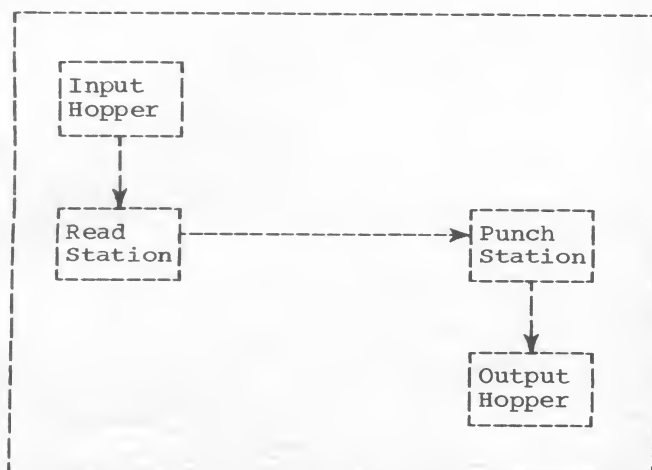 Input
Hopper
Read
Station
Punch
Station
Output
Hopper